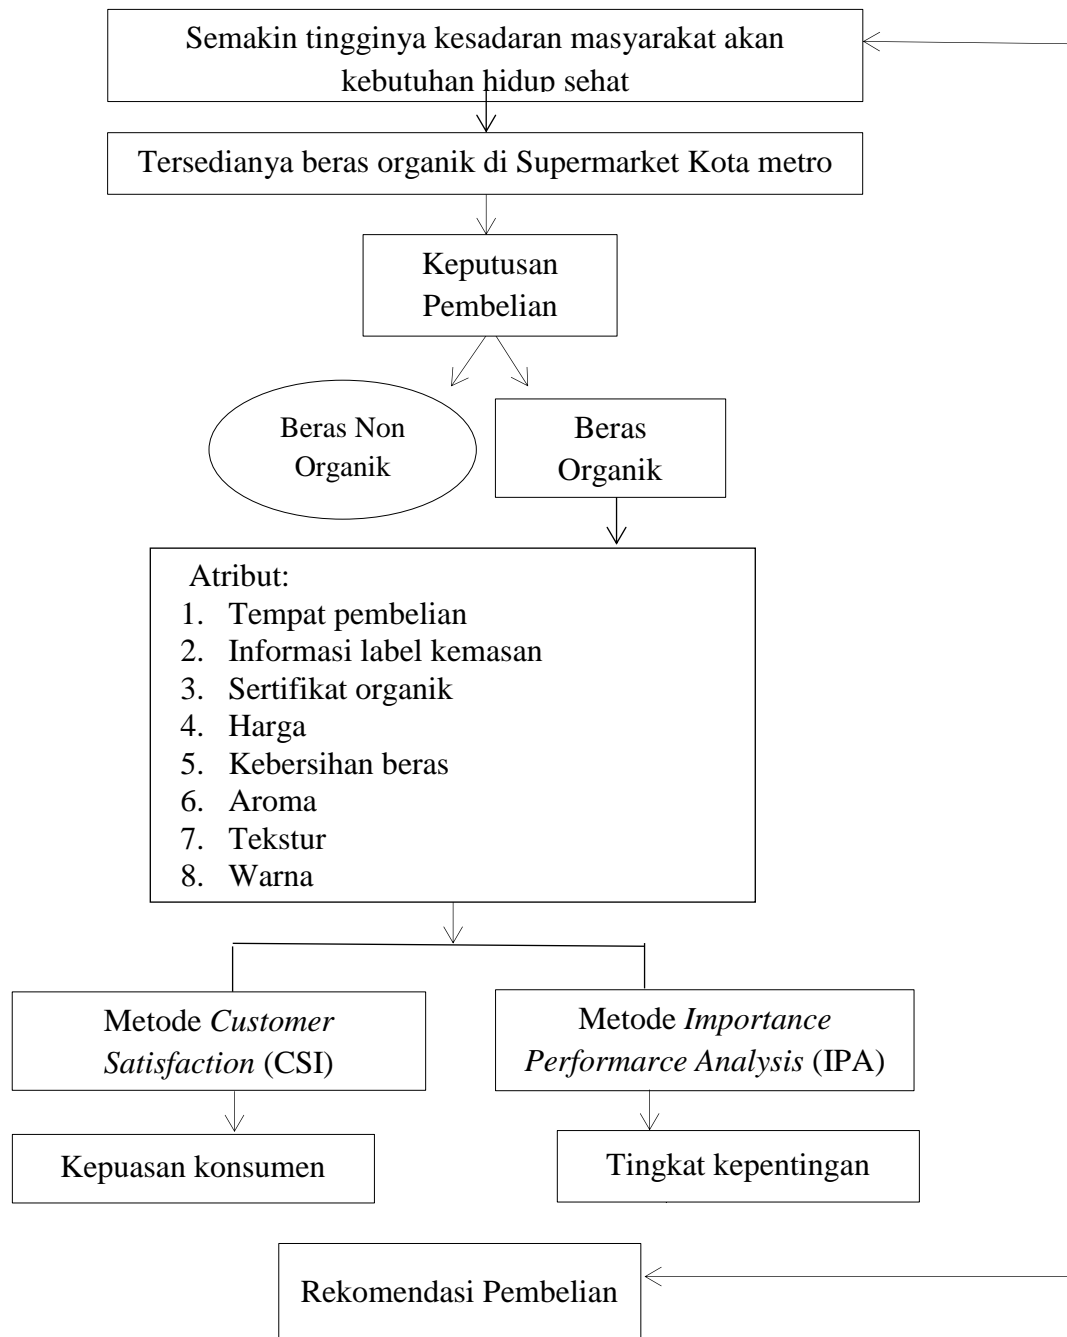 Semakin tingginya kesadaran masyarakat akan
kebutuhan hidup sehat
Tersedianya beras organik di Supermarket Kota metro
Keputusan
Pembelian
Beras Non
Organik
Beras
Organik
Atribut:
1. Tempat pembelian
2. Informasi label kemasan
3. Sertifikat organik
4. Harga
5. Kebersihan beras
6. Aroma
7. Tekstur
8. Warna
Metode Customer
Satisfaction (CSI)
Metode Importance
Performarce Analysis (IPA)
Kepuasan konsumen
Tingkat kepentingan
Rekomendasi Pembelian